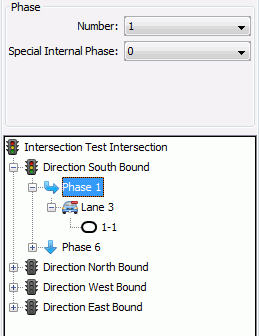 Phase
Number: 1
Special Internal Phase: 0
Intersection Test Intersection
Direction South Bound
Phase 1
Lane 3
1-1
Phase 6
Direction North Bound
Direction West Bound
Direction East Bound